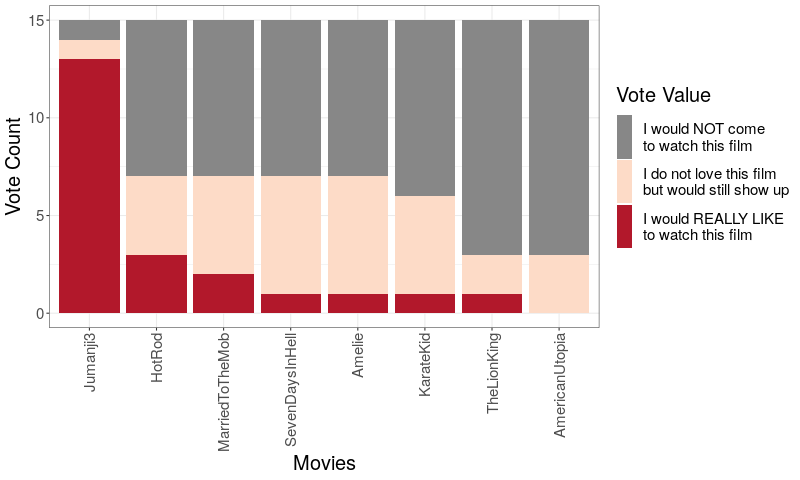 15
10
5
0
Vote Count
Jumanji3
HotRod
MarriedToTheMob
SevenDaysInHell
Amelie
KarateKid
TheLionKing
AmericanUtopia
Movies
Vote Value
I would NOT come
to watch this film
I do not love this film
but would still show up
I would REALLY LIKE
to watch this film